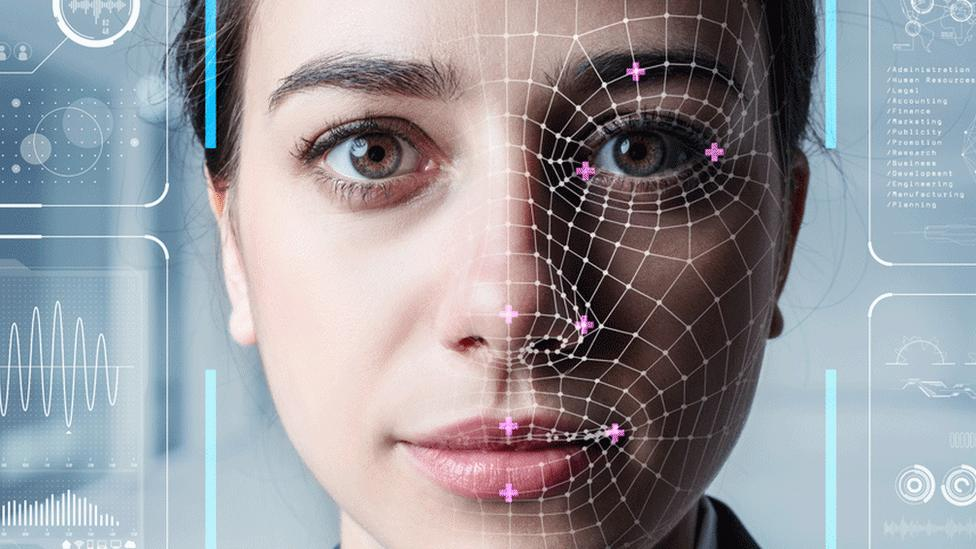 /Administration
/Human Resources
/Legal
/Accounting
/Finance
/Marketing
/Publicity
/Promotion
/Research
/Business
/Development
/Engineering
/Manufacturing
/Planning